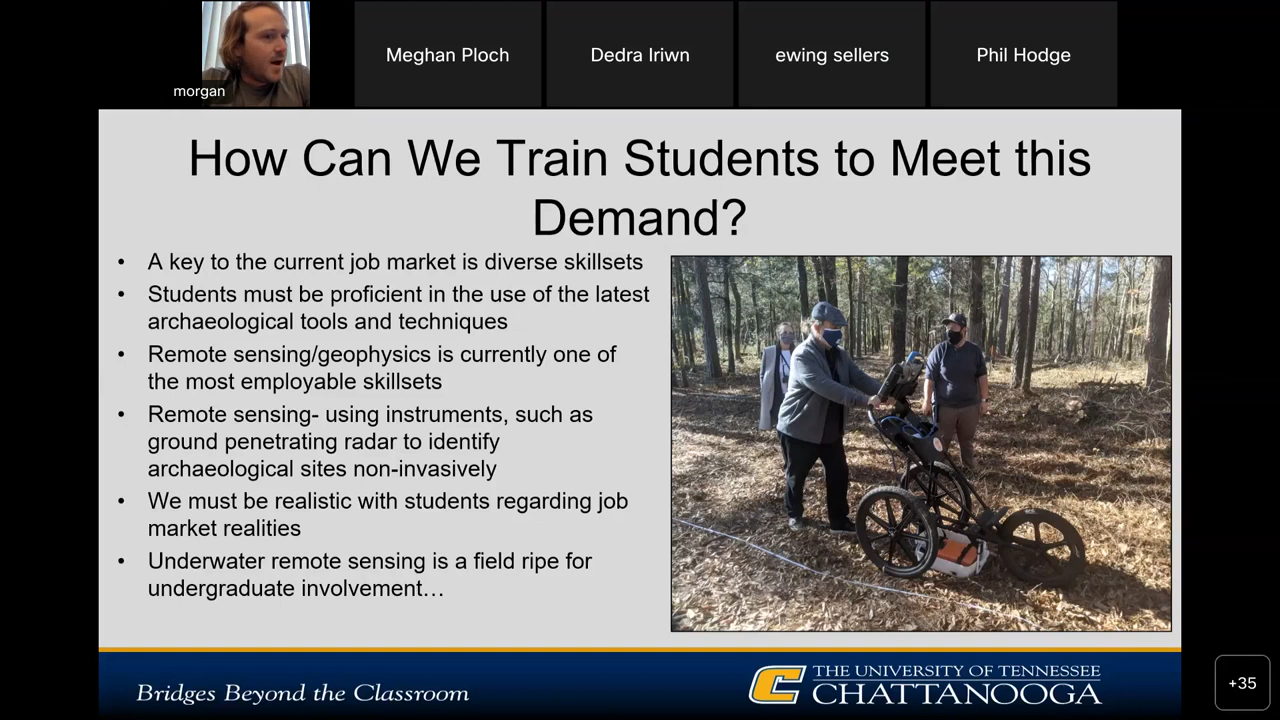 morgan
Meghan Ploch
Dedra Iriwn
ewing sellers
Phil Hodge
How Can We Train Students to Meet this
Demand?
• A key to the current job market is diverse skillsets
• Students must be proficient in the use of the latest
archaeological tools and techniques
• Remote sensing/geophysics is currently one of
the most employable skillsets
• Remote sensing- using instruments, such as
ground penetrating radar to identify
archaeological sites non-invasively
• We must be realistic with students regarding job
market realities
• Underwater remote sensing is a field ripe for
undergraduate involvement…
Bridges Beyond the Classroom
C
THE UNIVERSITY OF TENNESSEE
CHATTANOOGA
+35